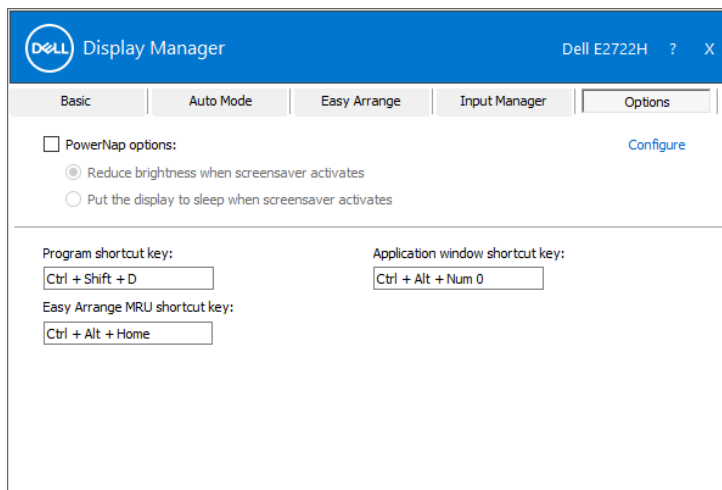 DELL Display Manager Dell E2722H ? X
Basic Auto Mode Easy Arrange Input Manager Options
PowerNap options: Configure
Reduce brightness when screensaver activates
Put the display to sleep when screensaver activates
Program shortcut key: Application window shortcut key:
Ctrl + Shift + D Ctrl + Alt + Num 0
Easy Arrange MRU shortcut key:
Ctrl + Alt + Home